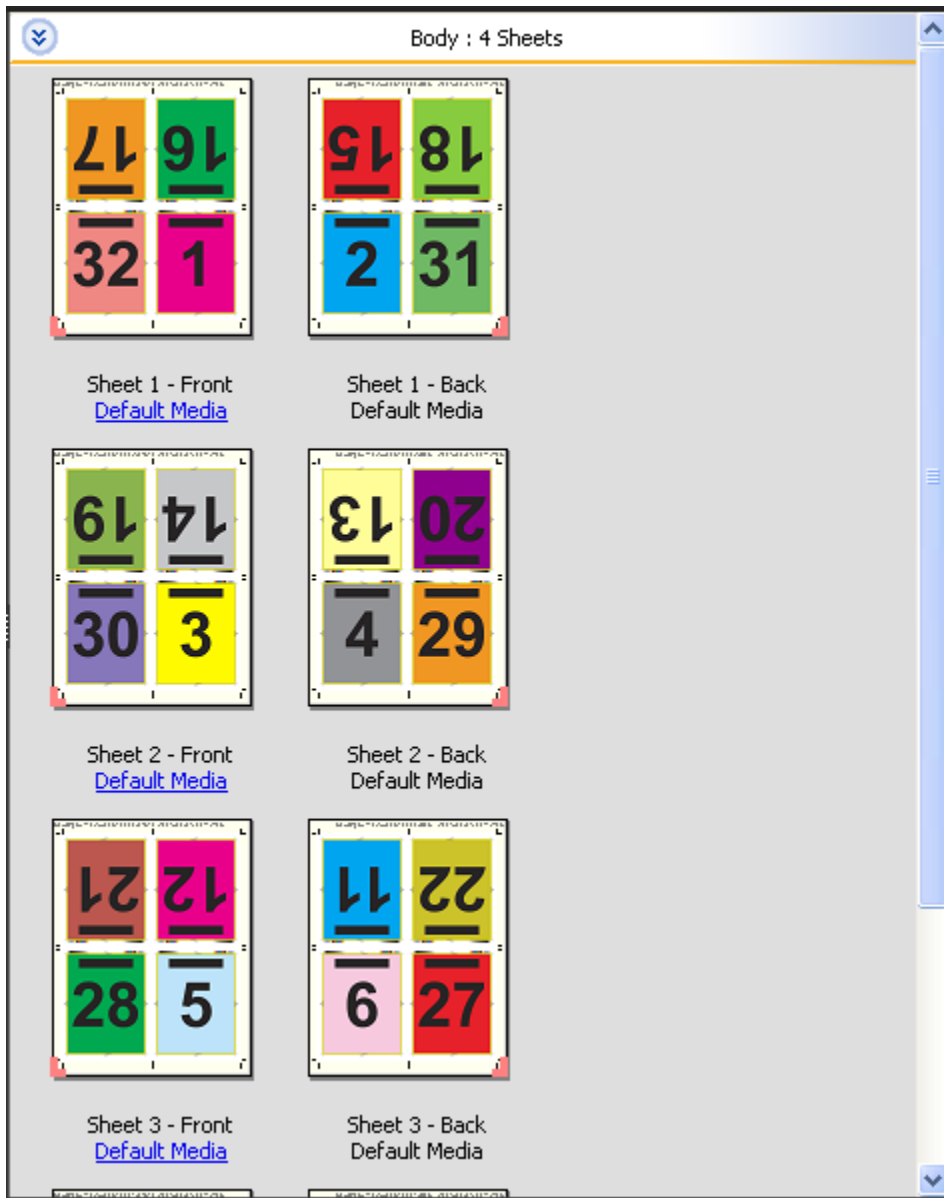 Body : 4 Sheets
17 16
32 1
15 18
2 31
Sheet 1 - Front
Default Media
Sheet 1 - Back
Default Media
19 14
30 3
13 20
4 29
Sheet 2 - Front
Default Media
Sheet 2 - Back
Default Media
21 12
28 5
11 22
6 27
Sheet 3 - Front
Default Media
Sheet 3 - Back
Default Media